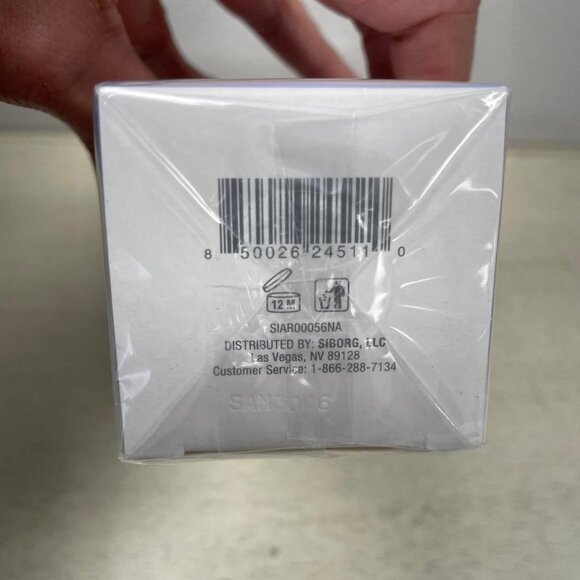 8 50026 24511 0
12 M
SIAR00056NA
DISTRIBUTED BY: SIBORG, LLC
Las Vegas, NV 89128
Customer Service: 1-866-288-7134